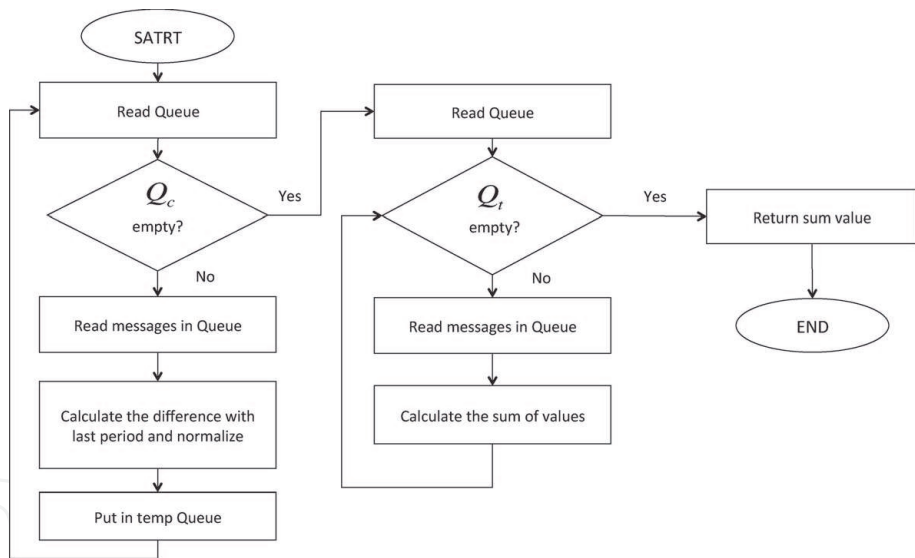 SATRT
Read Queue
Q_c
empty?
Yes
No
Read messages in Queue
Calculate the difference with
last period and normalize
Put in temp Queue
Read Queue
Q_t
empty?
Yes
No
Read messages in Queue
Calculate the sum of values
Return sum value
END